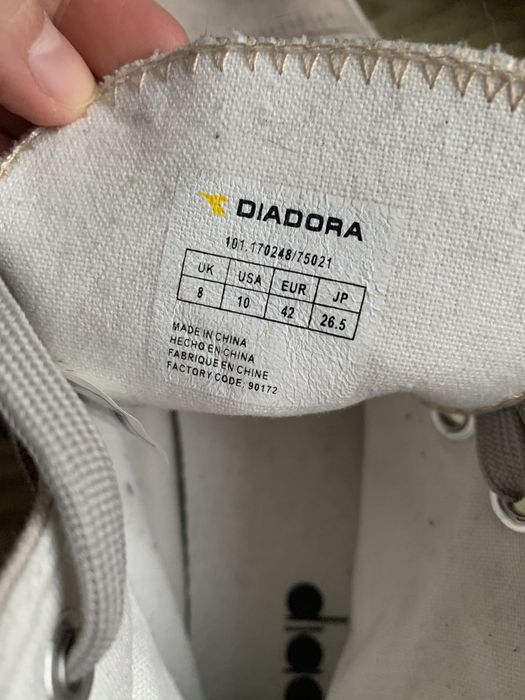 DIADORA
101.170248/75021
UK USA EUR JP
8 10 42 26.5
MADE IN CHINA
HECHO EN CHINA
FABRIQUE EN CHINE
FACTORY CODE, 90172